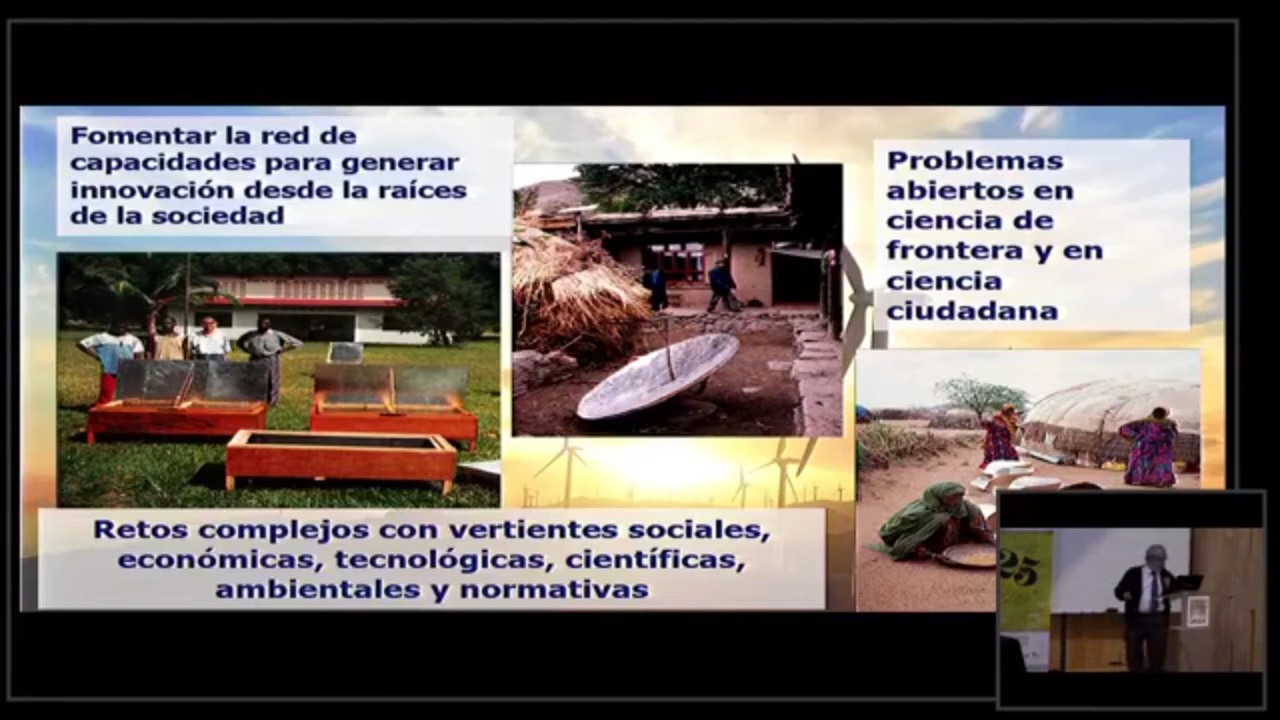 Fomentar la red de
capacidades para generar
innovación desde la raíces
de la sociedad
Problemas
abiertos en
ciencia de
frontera y en
ciencia
ciudadana
Retos complejos con vertientes sociales,
económicas, tecnológicas, científicas,
ambientales y normativas
25